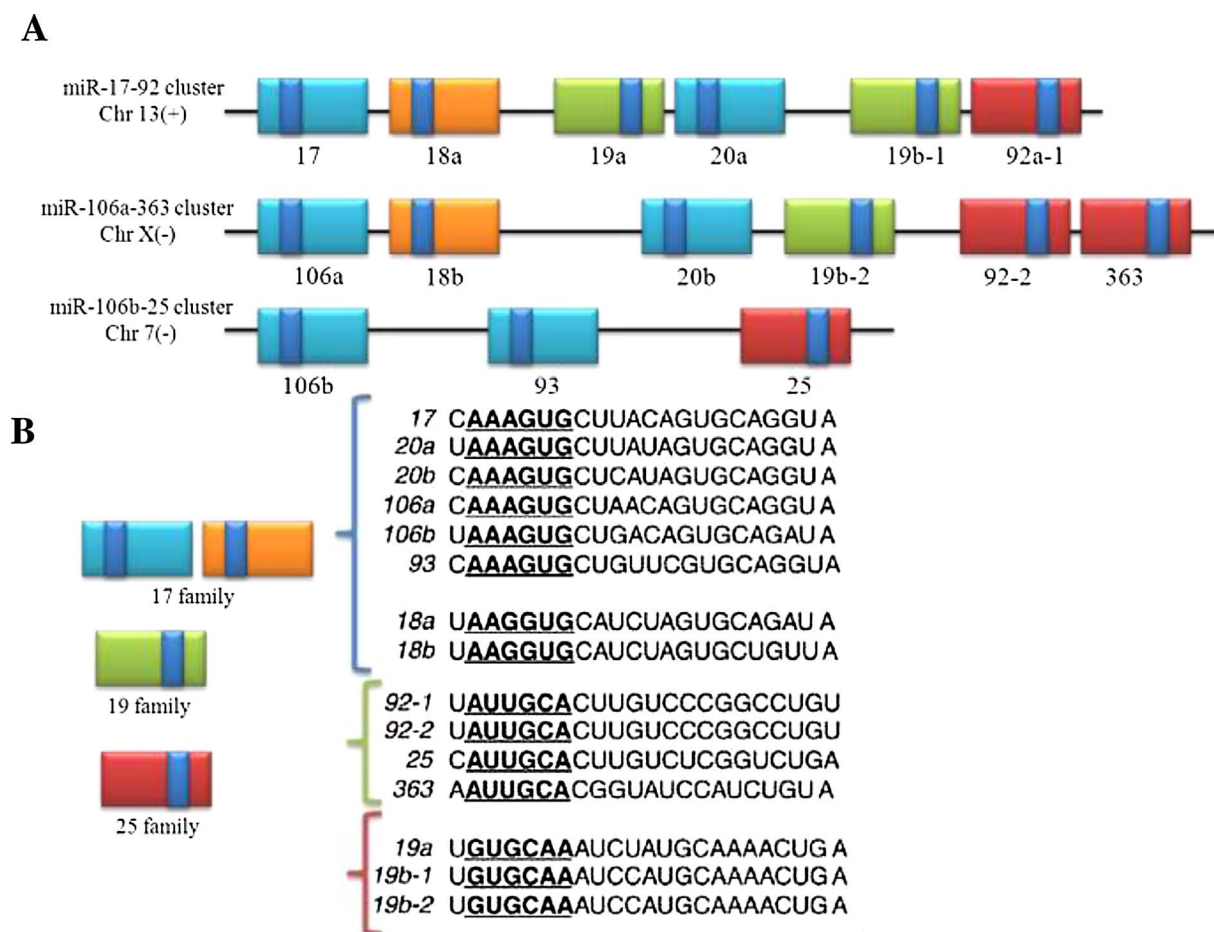 A
miR-17-92 cluster
Chr 13(+)
17 18a 19a 20a 19b-1 92a-1
miR-106a-363 cluster
Chr X(-)
106a 18b 20b 19b-2 92-2 363
miR-106b-25 cluster
Chr 7(-)
106b 93 25
B
17 family
19 family
25 family
17 CAAAGUGCUUACAGUGCAGGUA
20a UAAAGUGCUUAUAGUGCAGGUA
20b CAAAGUGCUCAUAGUGCAGGUA
106a CAAAGUGCUAACAGUGCAGGUA
106b UAAAGUGCUGACAGUGCAGAUA
93 CAAAGUGCUGUUCGUGCAGGUA
18a UAAGGUGCAUCUAGUGCAGAUA
18b UAAGGUGCAUCUAGUGCUGUUA
92-1 UAUUGCACUUGUCCCGGCCUGU
92-2 UAUUGCACUUGUCCCGGCCUGU
25 CAUUGCACUUGUCUCGGUCUGA
363 AAUUGCACGGUAUCCAUCUGUA
19a UGUGCAAAUCUAUGCAAAACUGA
19b-1 UGUGCAAAUCCAUGCAAAACUGA
19b-2 UGUGCAAAUCCAUGCAAAACUGA